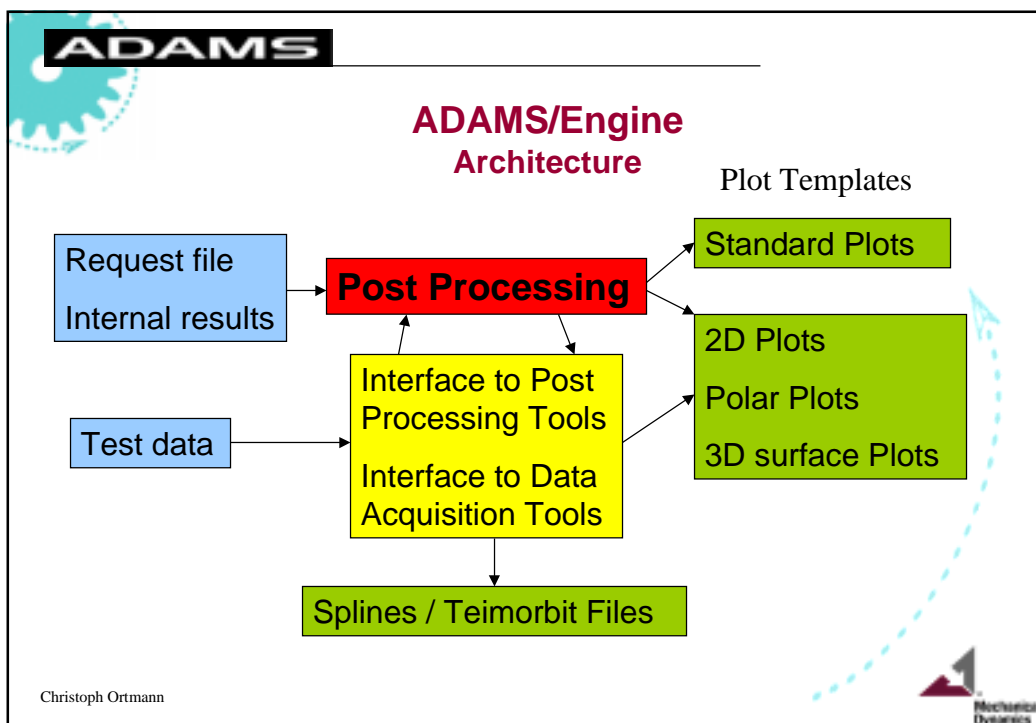 ADAMS
ADAMS/Engine
Architecture
Plot Templates
Request file
Internal results
Post Processing
Standard Plots
2D Plots
Polar Plots
3D surface Plots
Interface to Post
Processing Tools
Interface to Data
Acquisition Tools
Test data
Splines / Teimorbit Files
Christoph Ortmann
Mechanical
Dynamics